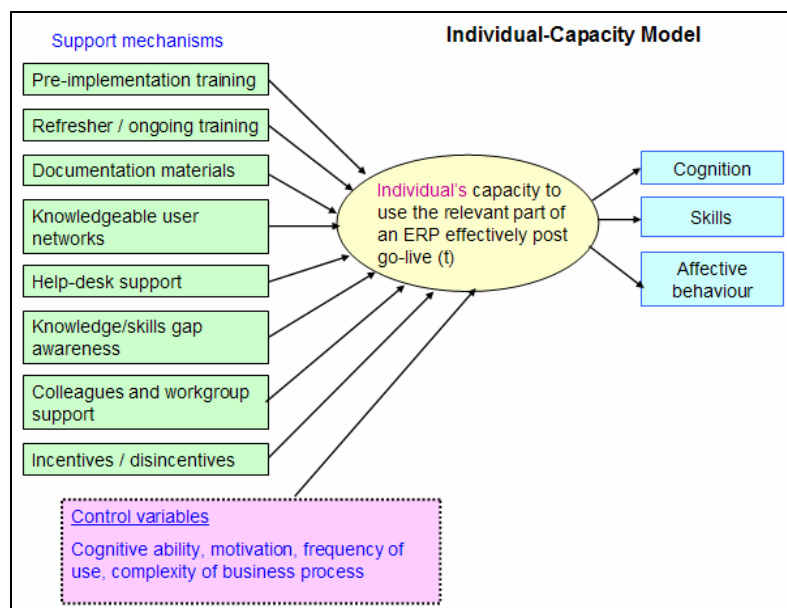 Individual-Capacity Model
Support mechanisms
Pre-implementation training
Refresher / ongoing training
Documentation materials
Knowledgeable user
networks
Help-desk support
Knowledge/skills gap
awareness
Colleagues and workgroup
support
Incentives / disincentives
Individual's capacity to
use the relevant part of
an ERP effectively post
go-live (t)
Cognition
Skills
Affective
behaviour
Control variables
Cognitive ability, motivation, frequency of
use, complexity of business process